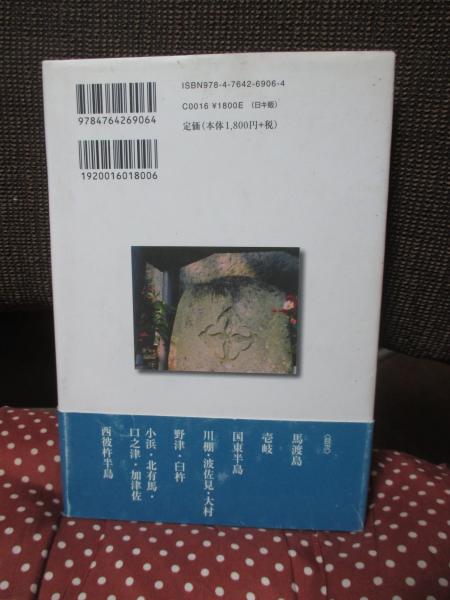 ISBN978-4-7642-6906-4
C0016 ¥1800E (日キ販)
定価(本体1,800円+税)
9784764269064
1920016018006
〈目次〉
馬渡島
壱岐
国東半島
川棚・波佐見・大村
野津・臼杵
小浜・北有馬・
口之津・加津佐
西彼杵半島